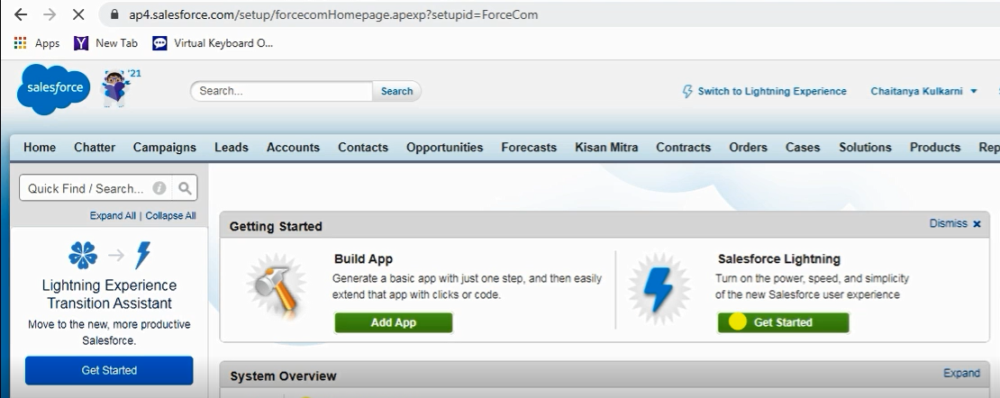 ap4.salesforce.com/setup/forcecomHomepage.apexp?setupid=ForceCom
Apps New Tab Virtual Keyboard O...
salesforce '21 Search... Search Switch to Lightning Experience Chaitanya Kulkarni
Home Chatter Campaigns Leads Accounts Contacts Opportunities Forecasts Kisan Mitra Contracts Orders Cases Solutions Products Rep
Quick Find / Search...
Expand All | Collapse All
Lightning Experience
Transition Assistant
Move to the new, more productive
Salesforce.
Get Started
Getting Started Dismiss x
Build App
Generate a basic app with just one step, and then easily
extend that app with clicks or code.
Add App
Salesforce Lightning
Turn on the power, speed, and simplicity
of the new Salesforce user experience
Get Started
System Overview Expand